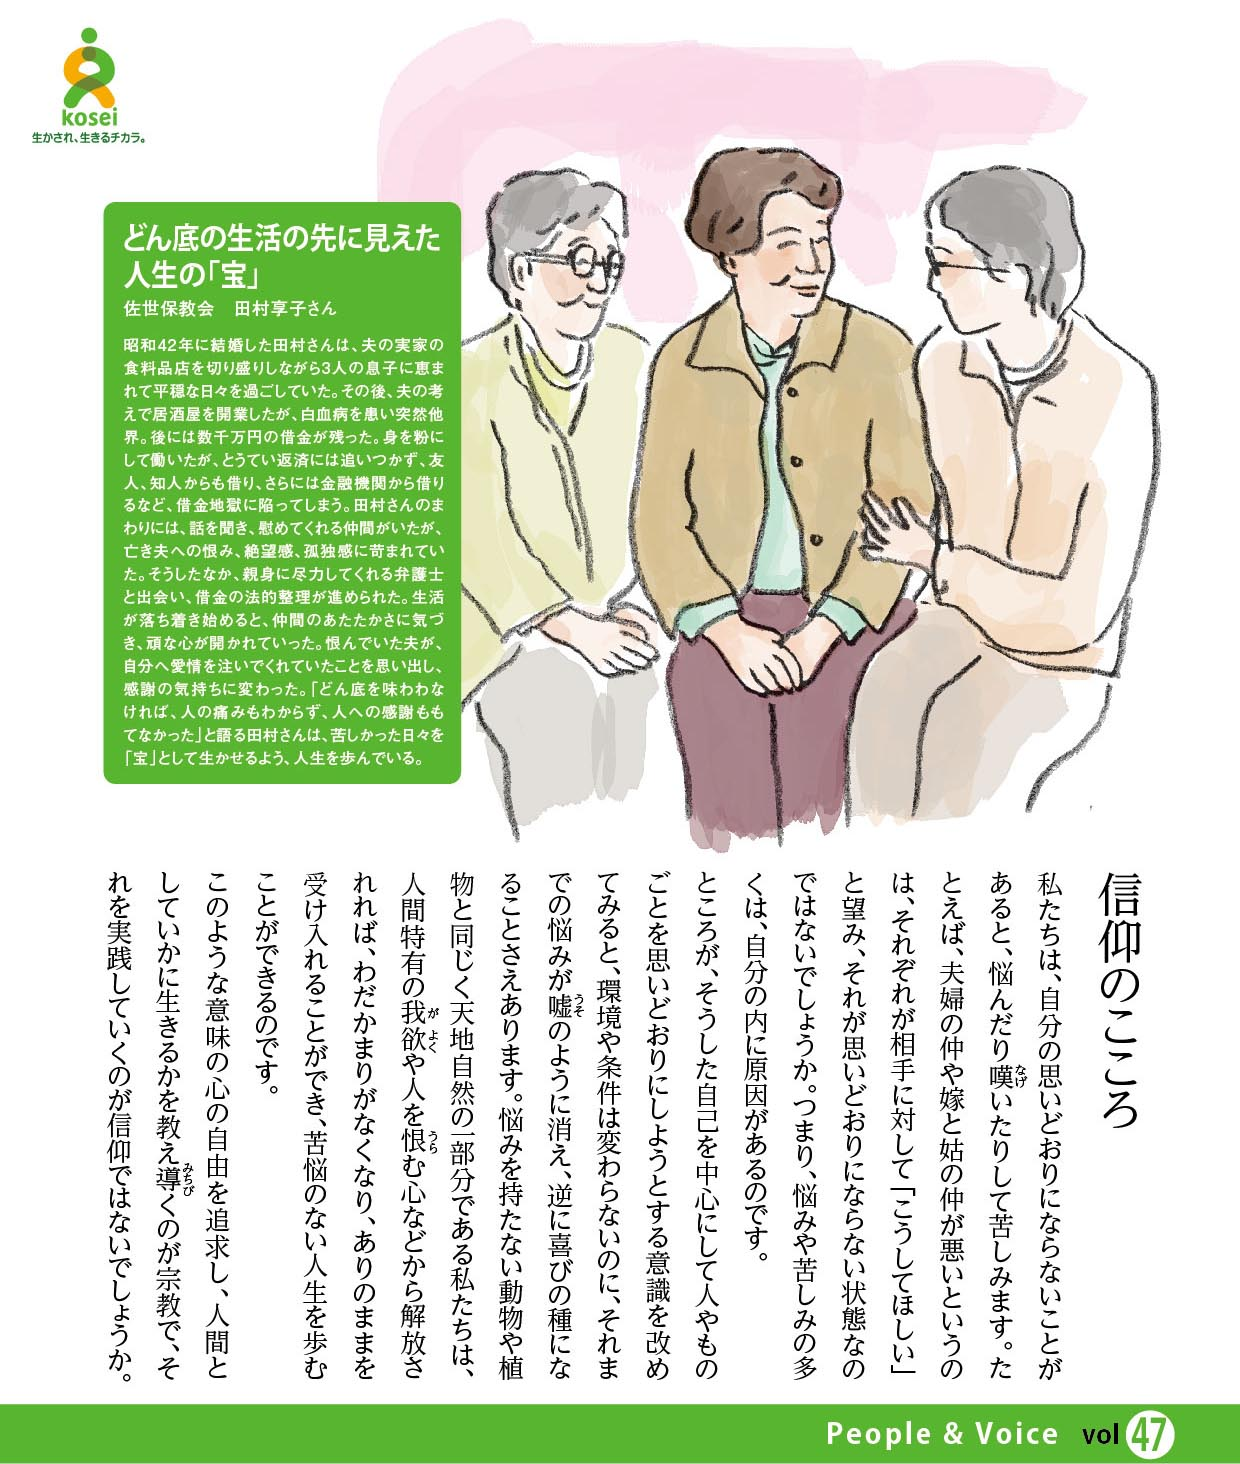 kosei
生かされ、生きるチカラ。
どん底の生活の先に見えた
人生の「宝」
佐世保教会　田村享子さん
昭和42年に結婚した田村さんは、夫の実家の
食料品店を切り盛りしながら3人の息子に恵ま
れて平穏な日々を過ごしていた。その後、夫の考
えで居酒屋を開業したが、白血病を患い突然他
界。後には数千万円の借金が残った。身を粉に
して働いたが、とうてい返済には追いつかず、友
人、知人からも借り、さらには金融機関から借り
るなど、借金地獄に陥ってしまう。田村さんのま
わりには、話を聞き、慰めてくれる仲間がいたが、
亡き夫への恨み、絶望感、孤独感に苛まれてい
た。そうしたなか、親身に尽力してくれる弁護士
と出会い、借金の法的整理が進められた。生活
が落ち着き始めると、仲間のあたたかさに気づ
き、頑な心が開かれていった。恨んでいた夫が、
自分へ愛情を注いでくれていたことを思い出し、
感謝の気持ちに変わった。「どん底を味わわな
ければ、人の痛みもわからず、人への感謝もも
てなかった」と語る田村さんは、苦しかった日々を
「宝」として生かせるよう、人生を歩んでいる。
信仰のこころ
私たちは、自分の思いどおりにならないことが
あると、悩んだり嘆いたりして苦しみます。た
なげ
とえば、夫婦の仲や嫁と姑の仲が悪いというの
は、それぞれが相手に対して「こうしてほしい」
と望み、それが思いどおりにならない状態なの
ではないでしょうか。つまり、悩みや苦しみの多
くは、自分の内に原因があるのです。
ところが、そうした自己を中心にして人やもの
ごとを思いどおりにしようとする意識を改め
てみると、環境や条件は変わらないのに、それま
での悩みが嘘のように消え、逆に喜びの種にな
うそ
ることさえあります。悩みを持たない動物や植
物と同じく天地自然の一部分である私たちは、
人間特有の我欲や人を恨む心などから解放さ
がよく
うら
れれば、わだかまりがなくなり、ありのままを
受け入れることができ、苦悩のない人生を歩む
ことができるのです。
このような意味の心の自由を追求し、人間と
していかに生きるかを教え導くのが宗教で、そ
みちび
れを実践していくのが信仰ではないでしょうか。
People & Voice vol 47